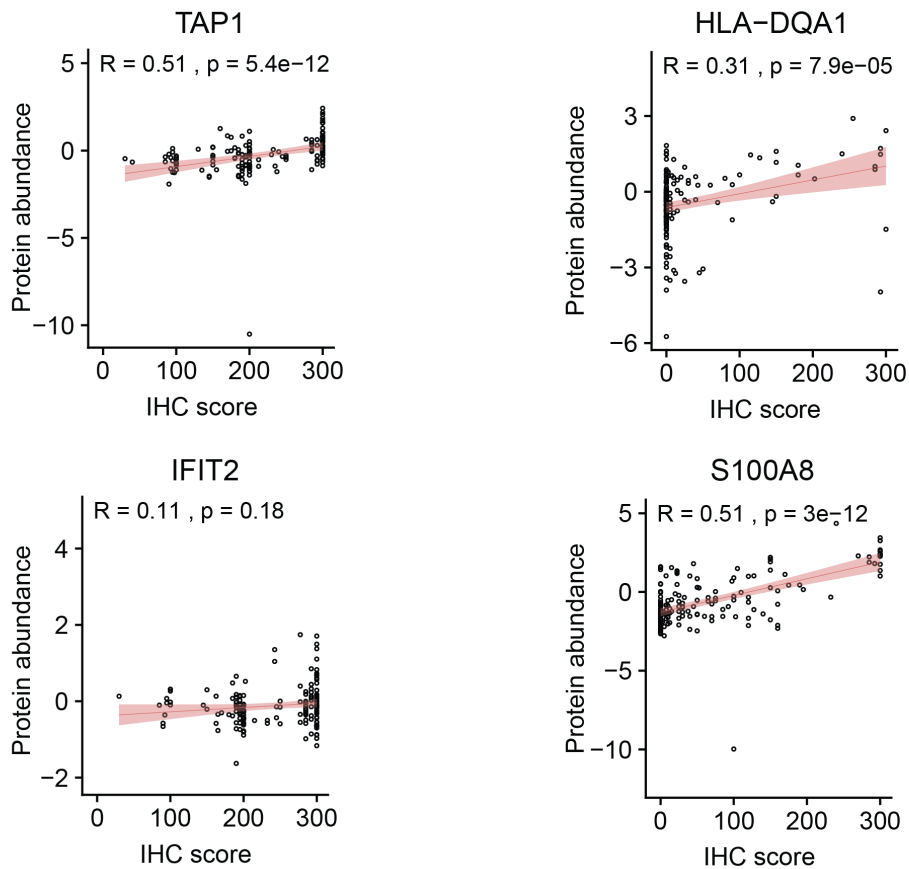 TAP1
R = 0.51 , p = 5.4e−12
Protein abundance
5
0
−5
−10
0 100 200 300
IHC score
HLA−DQA1
R = 0.31 , p = 7.9e−05
Protein abundance
3
0
−3
−6
0 100 200 300
IHC score
IFIT2
R = 0.11 , p = 0.18
Protein abundance
4
2
0
−2
0 100 200 300
IHC score
S100A8
R = 0.51 , p = 3e−12
Protein abundance
5
0
−5
−10
0 100 200 300
IHC score